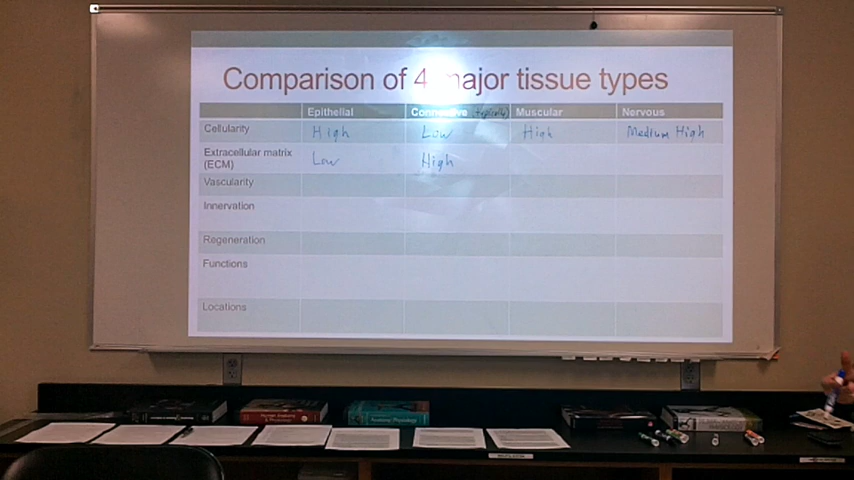 Comparison of 4 major tissue types
Epithelial Connective (typically) Muscular Nervous
Cellularity High Low High Medium High
Extracellular matrix (ECM) Low High
Vascularity
Innervation
Regeneration
Functions
Locations